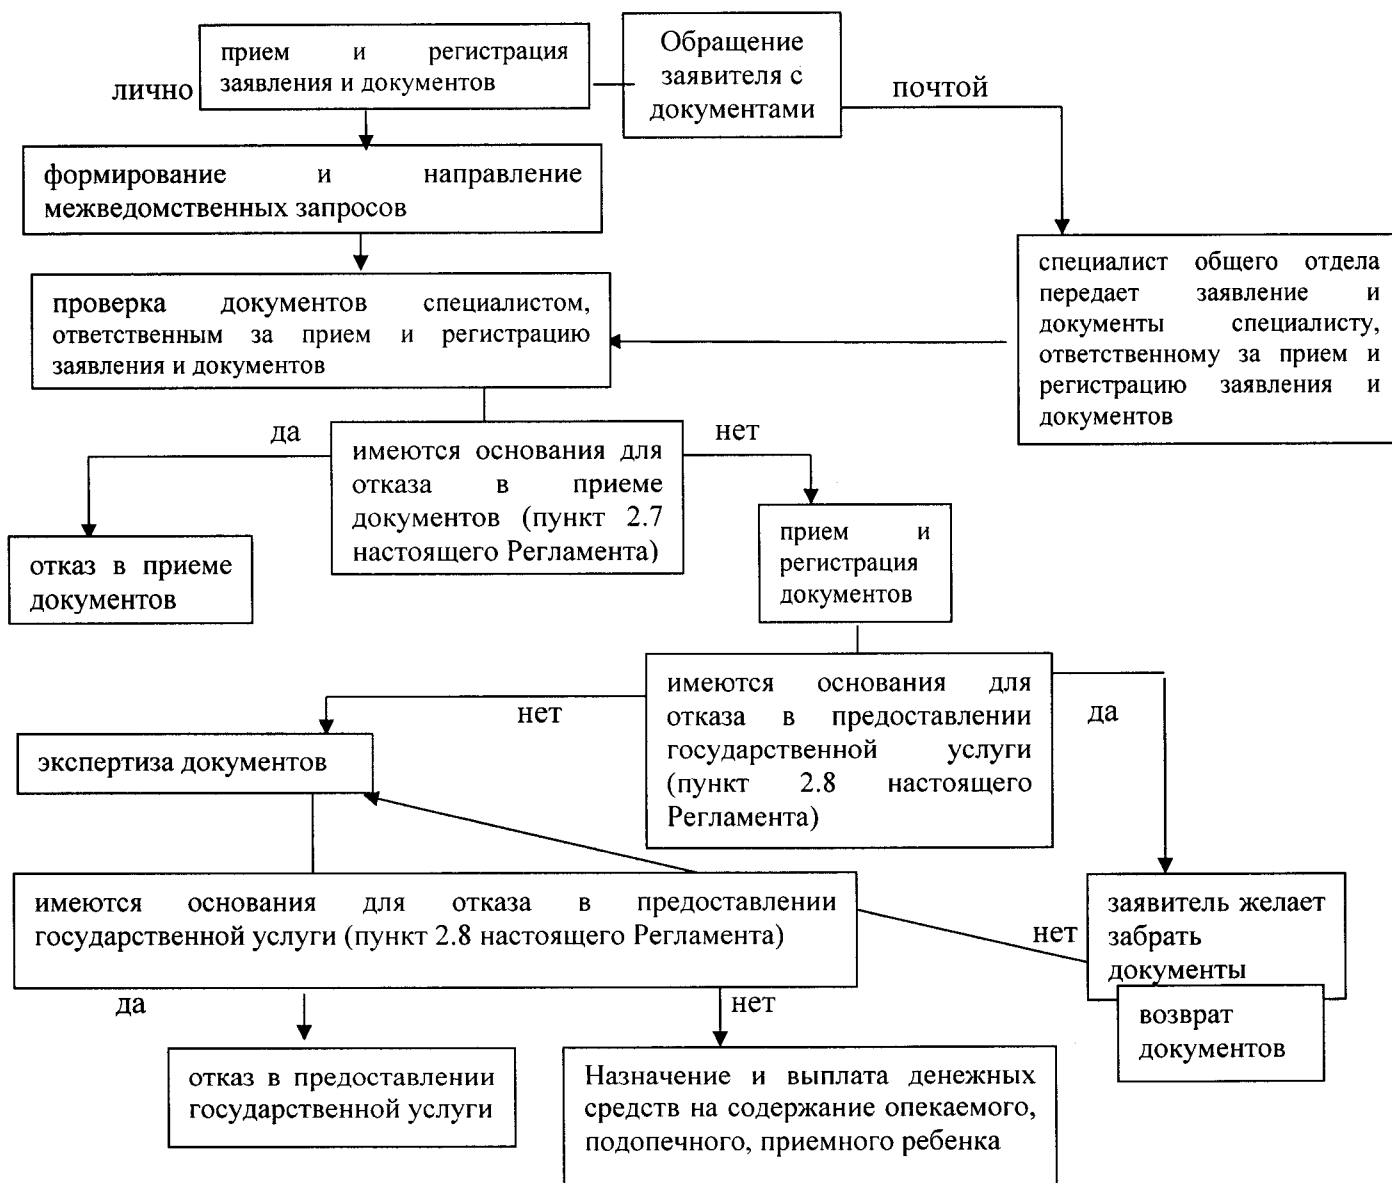 прием и регистрация
заявления и документов
Обращение
заявителя с
документами
лично
почтой
формирование и направление
межведомственных запросов
специалист общего отдела
передает заявление и
документы специалисту,
ответственному за прием и
регистрацию заявления и
документов
проверка документов специалистом,
ответственным за прием и регистрацию
заявления и документов
да
нет
имеются основания для
отказа в приеме
документов (пункт 2.7
настоящего Регламента)
прием и
регистрация
документов
отказ в приеме
документов
имеются основания для
отказа в предоставлении
государственной услуги
(пункт 2.8 настоящего
Регламента)
нет
да
экспертиза документов
имеются основания для отказа в предоставлении
государственной услуги (пункт 2.8 настоящего Регламента)
нет
заявитель желает
забрать
документы
возврат
документов
да
нет
отказ в предоставлении
государственной услуги
Назначение и выплата денежных
средств на содержание опекаемого,
подопечного, приемного ребенка